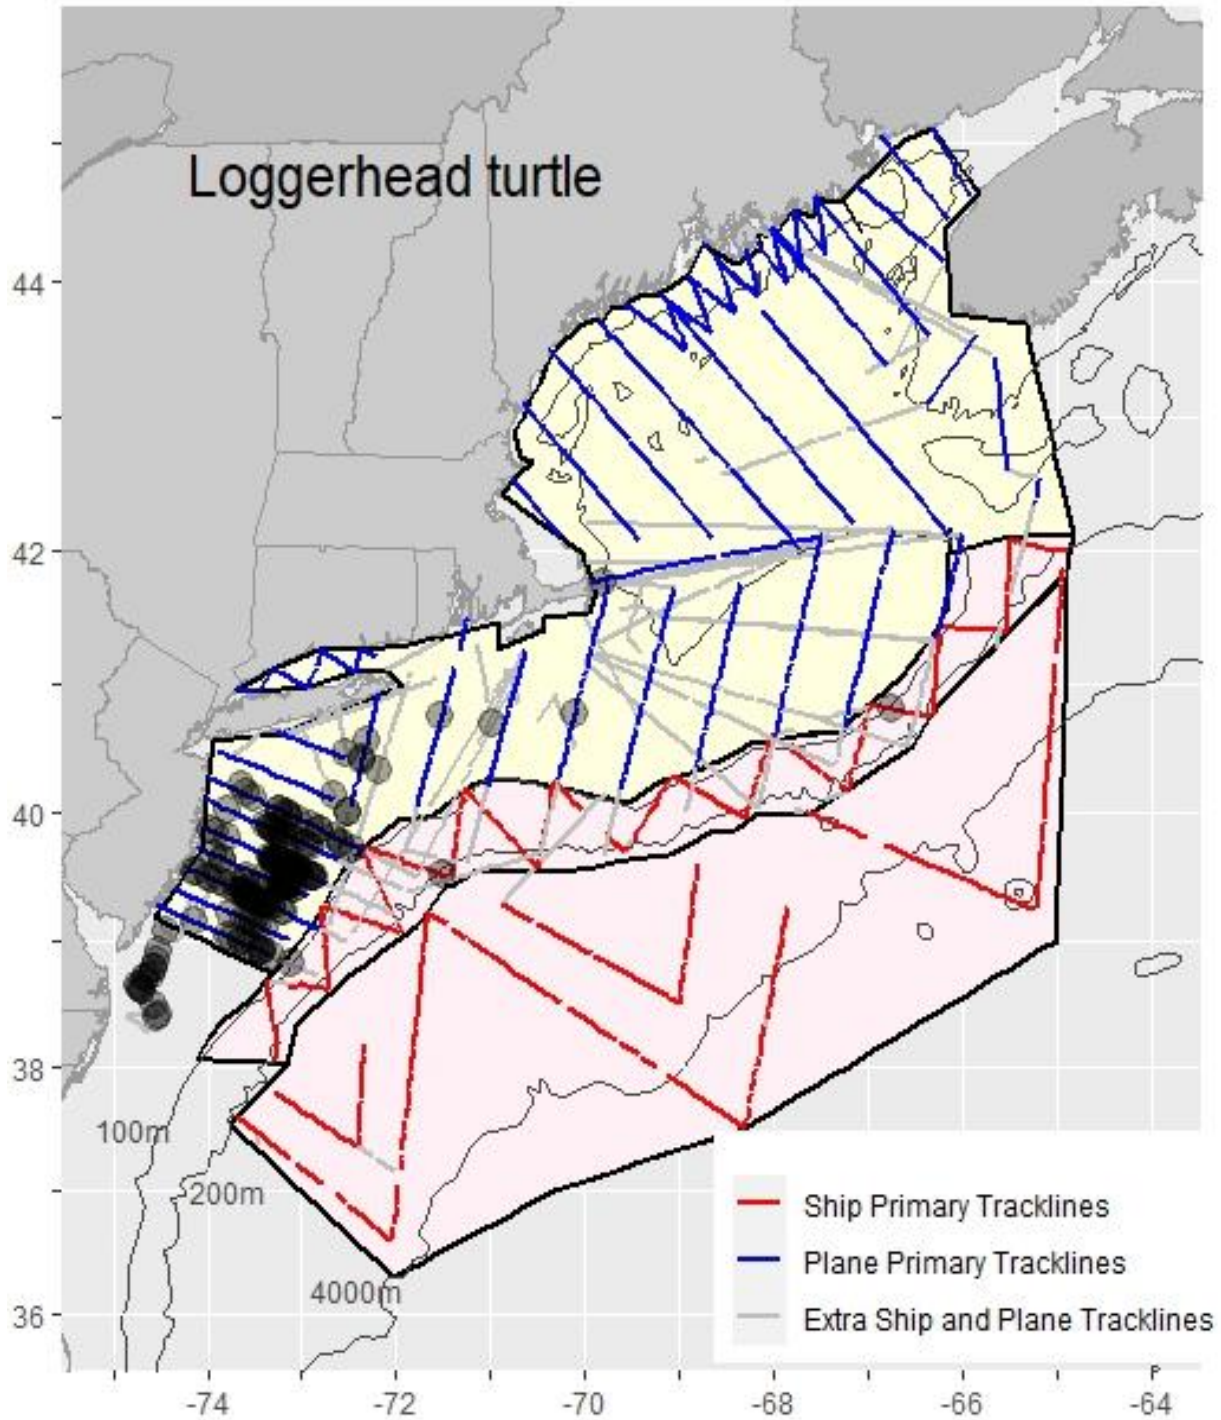 Loggerhead turtle
44
42
40
38
36
100m
200m
4000m
Ship Primary Tracklines
Plane Primary Tracklines
Extra Ship and Plane Tracklines
-74
-72
-70
-68
-66
-64